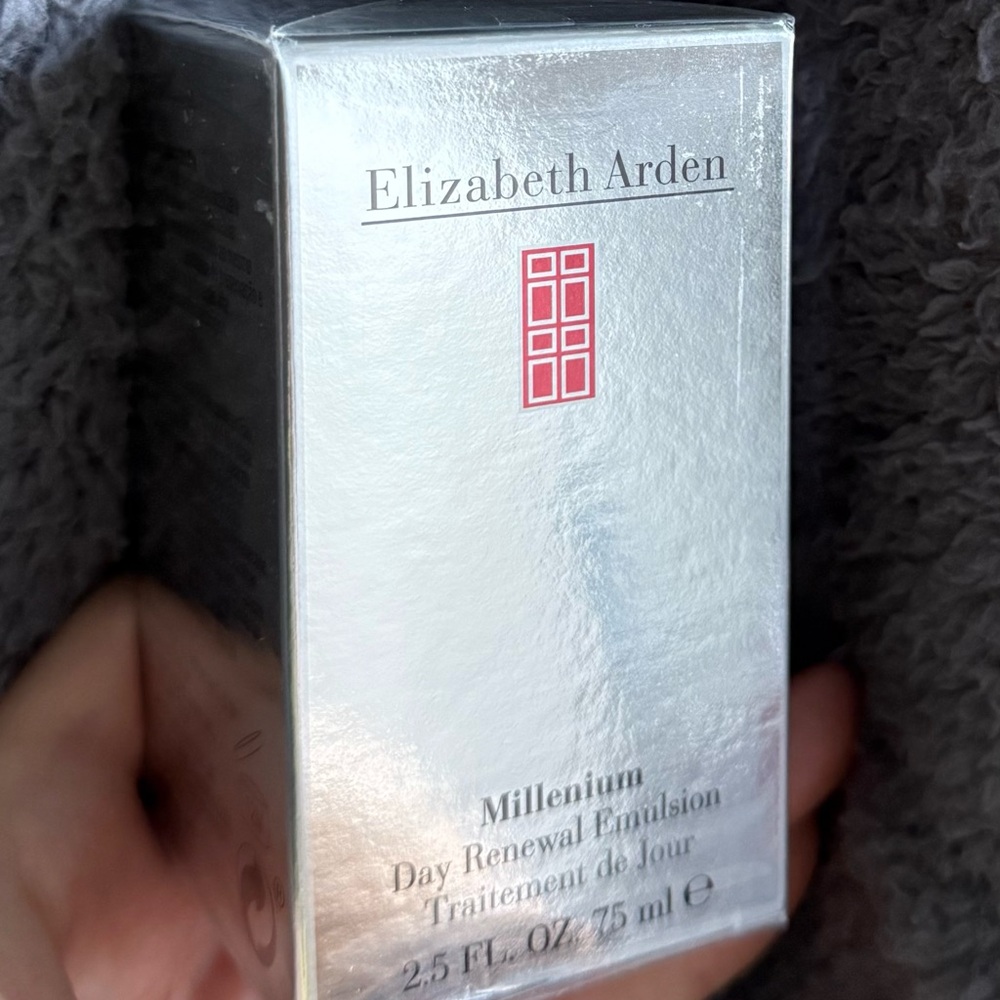 Elizabeth Arden
Millenium
Day Renewal Emulsion
Traitement de Jour
2.5 FL. OZ. 75 ml ℮